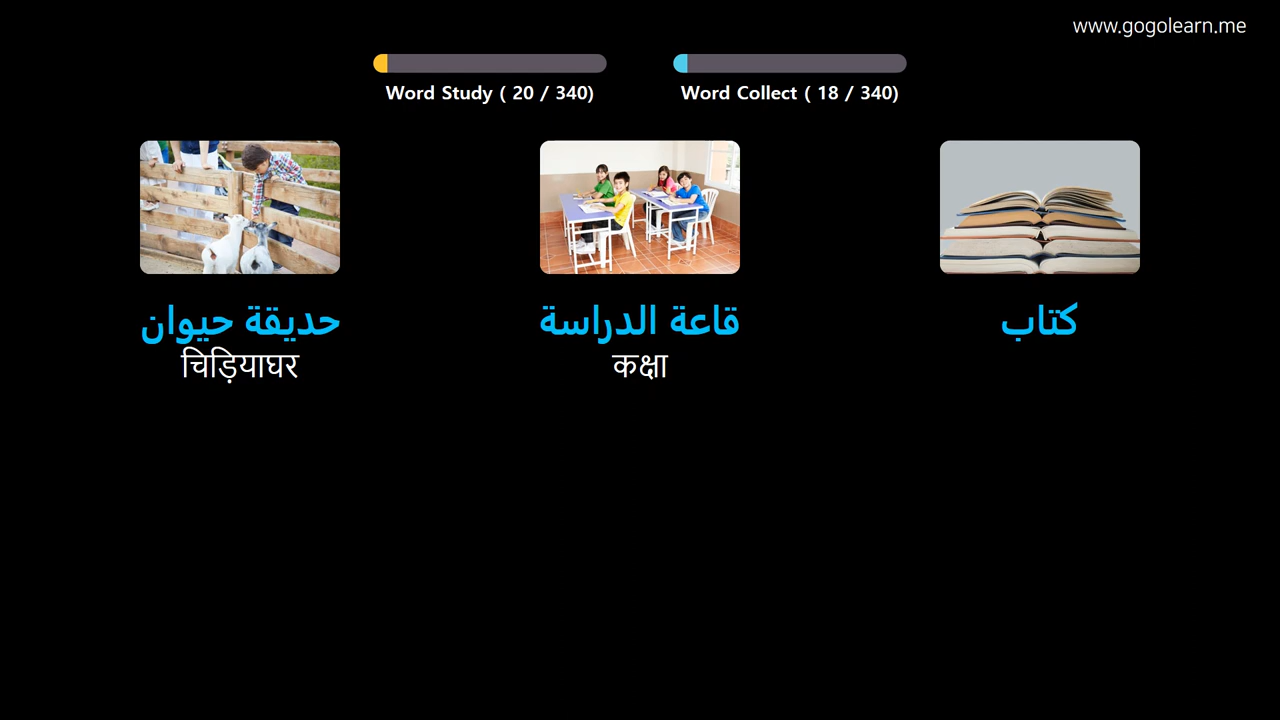 www.gogolearn.me
Word Study ( 20 / 340)
Word Collect ( 18 / 340)
حديقة حيوان
चिड़ियाघर
قاعة الدراسة
कक्षा
كتاب